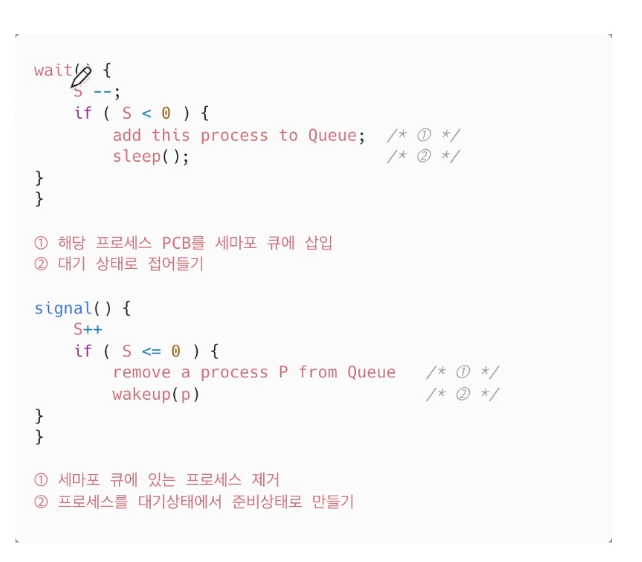 wait() {
S --;
if ( S < 0 ) {
add this process to Queue; /* ① */
sleep(); /* ② */
}
}
① 해당 프로세스 PCB를 세마포 큐에 삽입
② 대기 상태로 접어들기
signal() {
S++
if ( S <= 0 ) {
remove a process P from Queue /* ① */
wakeup(p) /* ② */
}
}
① 세마포 큐에 있는 프로세스 제거
② 프로세스를 대기상태에서 준비상태로 만들기